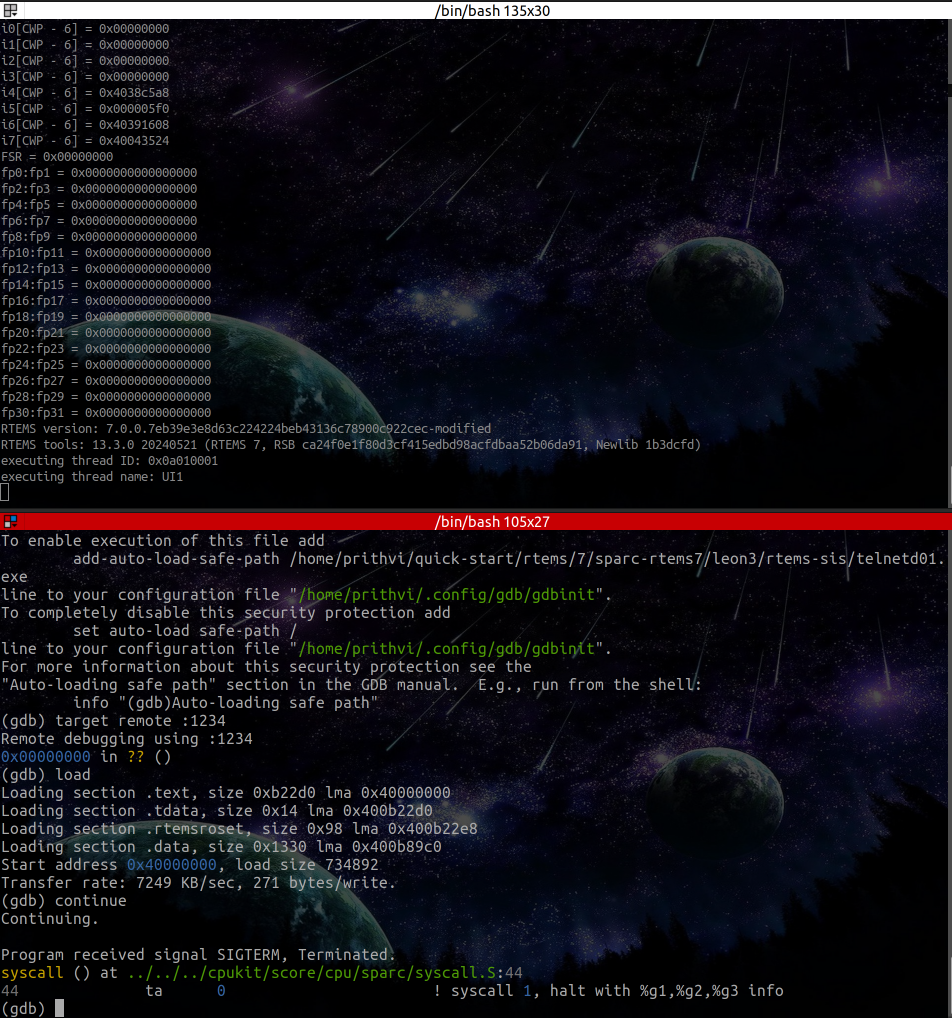 /bin/bash 135x30
i0[CWP - 6] = 0x00000000
i1[CWP - 6] = 0x00000000
i2[CWP - 6] = 0x00000000
i3[CWP - 6] = 0x00000000
i4[CWP - 6] = 0x4038c5a8
i5[CWP - 6] = 0x000005f0
i6[CWP - 6] = 0x40391608
i7[CWP - 6] = 0x40043524
FSR = 0x00000000
fp0:fp1 = 0x0000000000000000
fp2:fp3 = 0x0000000000000000
fp4:fp5 = 0x0000000000000000
fp6:fp7 = 0x0000000000000000
fp8:fp9 = 0x0000000000000000
fp10:fp11 = 0x0000000000000000
fp12:fp13 = 0x0000000000000000
fp14:fp15 = 0x0000000000000000
fp16:fp17 = 0x0000000000000000
fp18:fp19 = 0x0000000000000000
fp20:fp21 = 0x0000000000000000
fp22:fp23 = 0x0000000000000000
fp24:fp25 = 0x0000000000000000
fp26:fp27 = 0x0000000000000000
fp28:fp29 = 0x0000000000000000
fp30:fp31 = 0x0000000000000000
RTEMS version: 7.0.0.7eb39e3e8d63c224224beb43136c78900c922cec-modified
RTEMS tools: 13.3.0 20240521 (RTEMS 7, RSB ca24f0e1f80d3cf415edbd98acfdbaa52b06da91, Newlib 1b3dcfd)
executing thread ID: 0x0a010001
executing thread name: UI1
/bin/bash 105x27
To enable execution of this file add
add-auto-load-safe-path /home/prithvi/quick-start/rtems/7/sparc-rtems7/leon3/rtems-sis/telnetd01.
exe
line to your configuration file "/home/prithvi/.config/gdb/gdbinit".
To completely disable this security protection add
set auto-load safe-path /
line to your configuration file "/home/prithvi/.config/gdb/gdbinit".
For more information about this security protection see the
"Auto-loading safe path" section in the GDB manual.  E.g., run from the shell:
info "(gdb)Auto-loading safe path"
(gdb) target remote :1234
Remote debugging using :1234
0x00000000 in ?? ()
(gdb) load
Loading section .text, size 0xb22d0 lma 0x40000000
Loading section .tdata, size 0x14 lma 0x400b22d0
Loading section .rtemsroset, size 0x98 lma 0x400b22e8
Loading section .data, size 0x1330 lma 0x400b89c0
Start address 0x40000000, load size 734892
Transfer rate: 7249 KB/sec, 271 bytes/write.
(gdb) continue
Continuing.
Program received signal SIGTERM, Terminated.
syscall () at ../../../cpukit/score/cpu/sparc/syscall.S:44
44 ta 0 ! syscall 1, halt with %g1,%g2,%g3 info
(gdb)